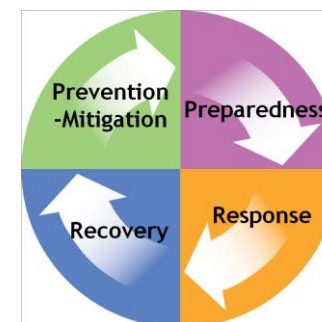 Prevention
-Mitigation
Preparedness
Response
Recovery